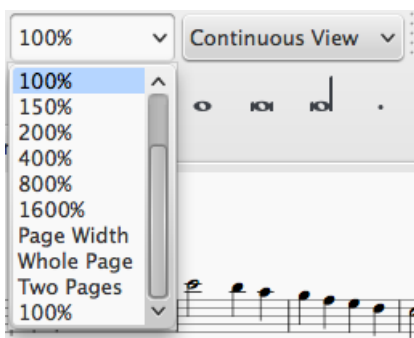 100% Continuous View
100%
150%
200%
400%
800%
1600%
Page Width
Whole Page
Two Pages
100%